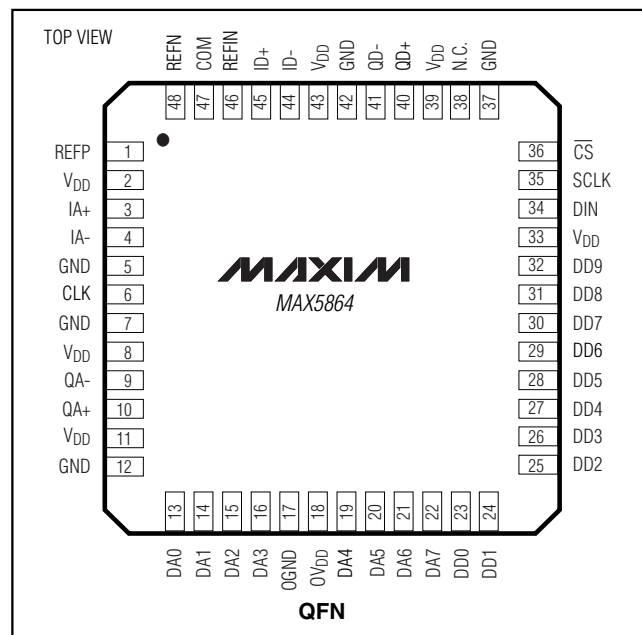 TOP VIEW
REFN COM REFIN ID+ ID- VDD GND QD- QD+ VDD N.C. GND
48 47 46 45 44 43 42 41 40 39 38 37
REFP 1 36 C̅S̅
VDD 2 35 SCLK
IA+ 3 34 DIN
IA- 4 33 VDD
GND 5 32 DD9
CLK 6 31 DD8
GND 7 30 DD7
VDD 8 29 DD6
QA- 9 28 DD5
QA+ 10 27 DD4
VDD 11 26 DD3
GND 12 25 DD2
MAXIM
MAX5864
13 14 15 16 17 18 19 20 21 22 23 24
DA0 DA1 DA2 DA3 OGND OVDD DA4 DA5 DA6 DA7 DD0 DD1
QFN